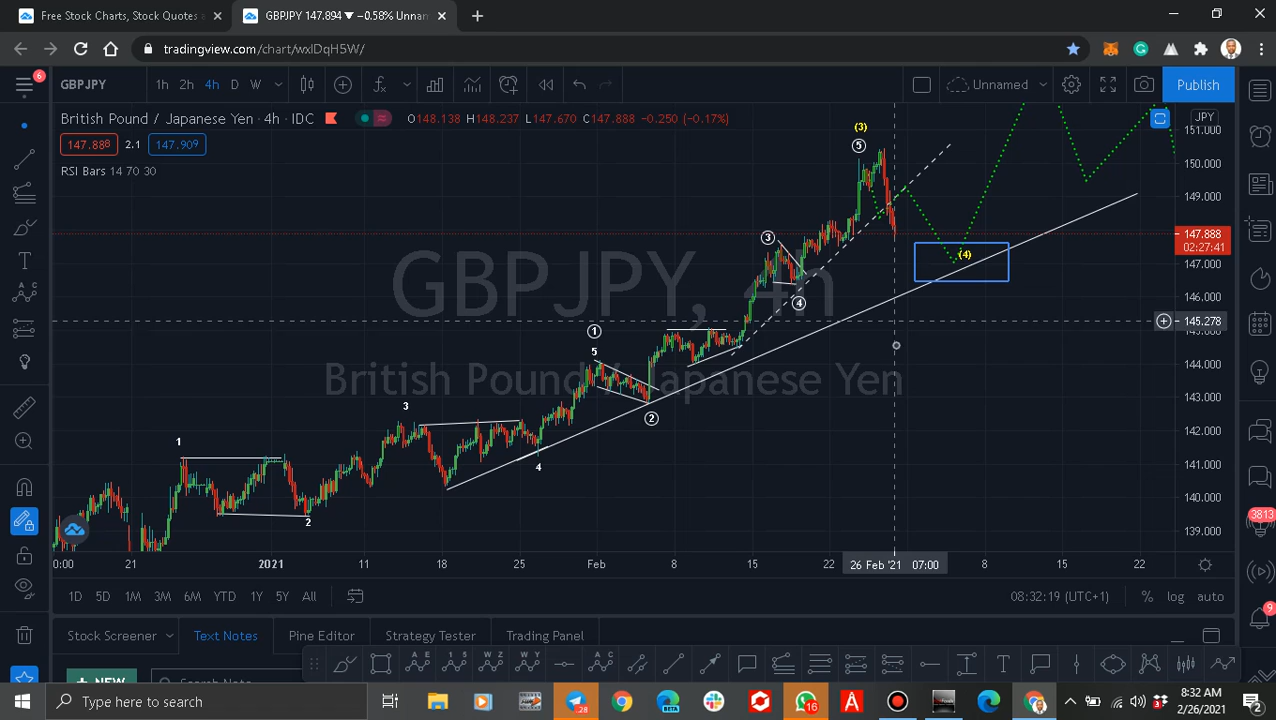 Free Stock Charts, Stock Quotes a
GBPJPY 147.894 ▼ −0.58% Unnam
tradingview.com/chart/wxlDqH5W/
6
GBPJPY 1h 2h 4h D W Unnamed Publish
British Pound / Japanese Yen · 4h · IDC O148.138 H148.237 L147.670 C147.888 −0.250 (−0.17%)
JPY
147.888 2.1 147.909
RSI Bars 14 70 30
GBPJPY, 4h
British Pound / Japanese Yen
(3)
5
3
4
(4)
1
5
2
3
4
1
2
151.000
150.000
149.000
147.888
02:27:41
147.000
146.000
145.278
144.000
143.000
142.000
141.000
140.000
139.000
0:00 21 2021 11 18 25 Feb 8 15 22 26 Feb '21 07:00 8 15 22
1D 5D 1M 3M 6M YTD 1Y 5Y All 08:32:19 (UTC+1) % log auto
Stock Screener Text Notes Pine Editor Strategy Tester Trading Panel
3813
9
Type here to search
28
16
8:32 AM
2/26/2021
2